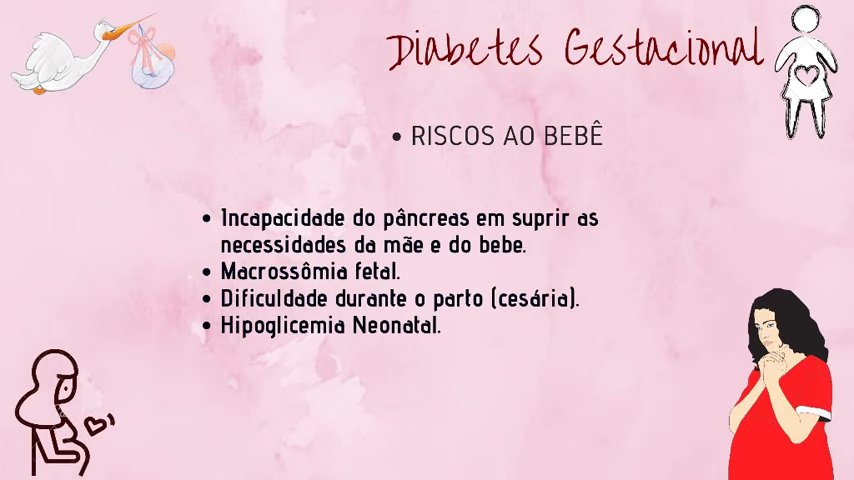 Diabetes Gestacional
• RISCOS AO BEBÊ
• Incapacidade do pâncreas em suprir as
necessidades da mãe e do bebe.
• Macrossômia fetal.
• Dificuldade durante o parto (cesária).
• Hipoglicemia Neonatal.